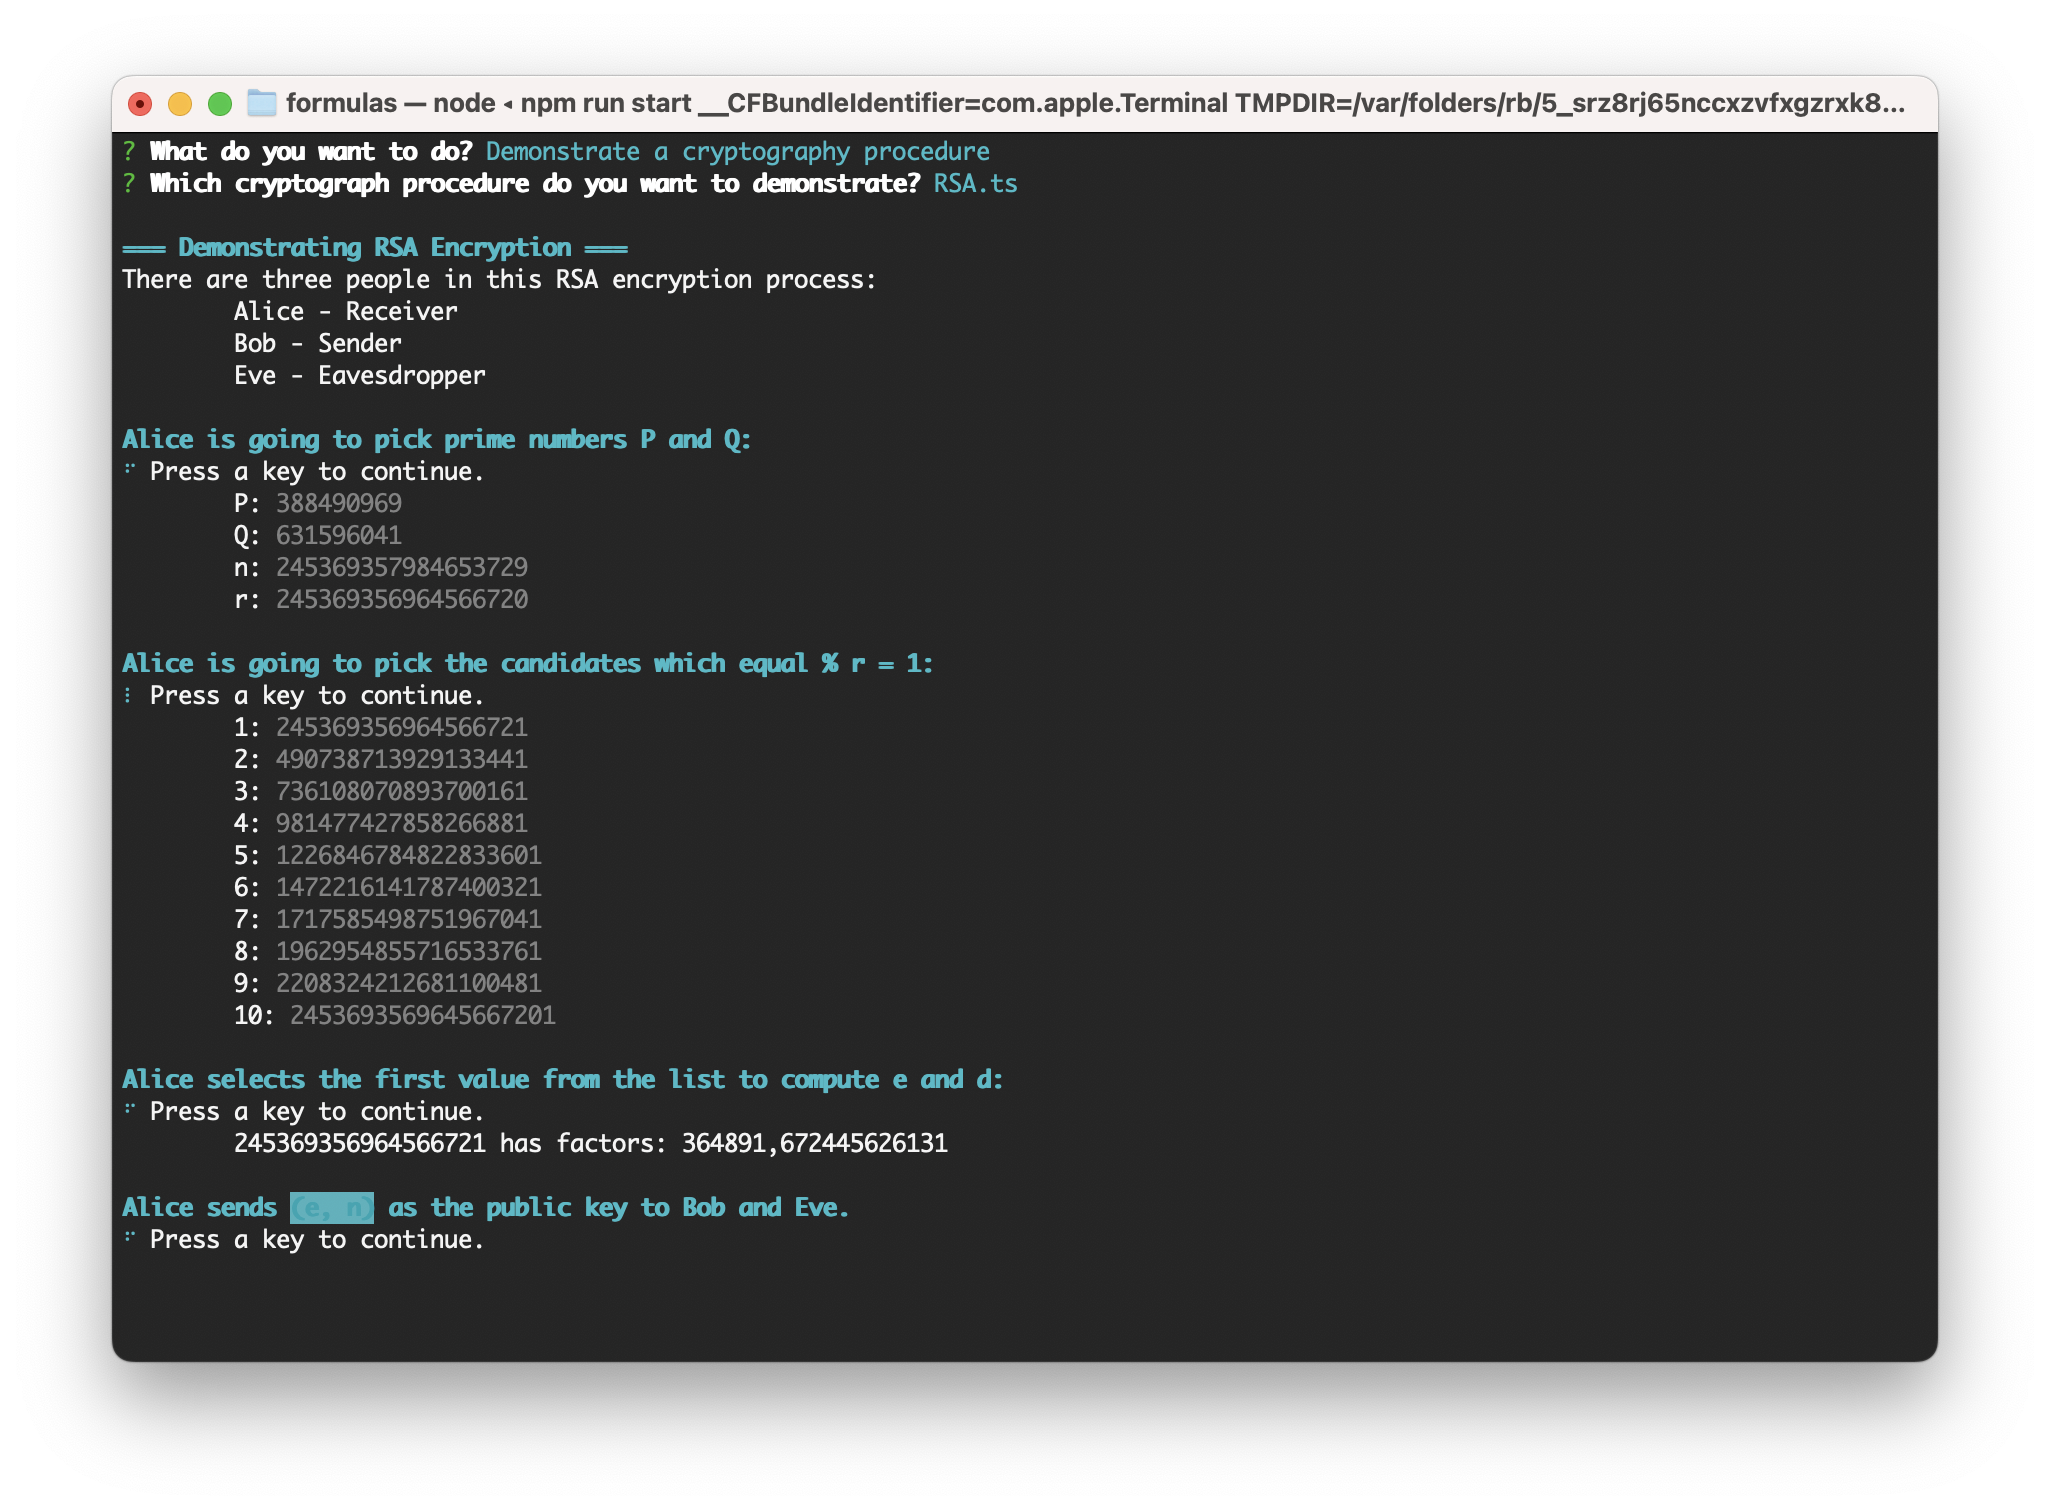 formulas — node ◂ npm run start __CFBundleIdentifier=com.apple.Terminal TMPDIR=/var/folders/rb/5_srz8rj65nccxzvfxgzrxk8...
? What do you want to do? Demonstrate a cryptography procedure
? Which cryptograph procedure do you want to demonstrate? RSA.ts
═══ Demonstrating RSA Encryption ═══
There are three people in this RSA encryption process:
Alice - Receiver
Bob - Sender
Eve - Eavesdropper
Alice is going to pick prime numbers P and Q:
⠋ Press a key to continue.
P: 388490969
Q: 631596041
n: 245369357984653729
r: 245369356964566720
Alice is going to pick the candidates which equal % r = 1:
⠇ Press a key to continue.
1: 245369356964566721
2: 490738713929133441
3: 736108070893700161
4: 981477427858266881
5: 1226846784822833601
6: 1472216141787400321
7: 1717585498751967041
8: 1962954855716533761
9: 2208324212681100481
10: 2453693569645667201
Alice selects the first value from the list to compute e and d:
⠋ Press a key to continue.
245369356964566721 has factors: 364891,672445626131
Alice sends (e, n) as the public key to Bob and Eve.
⠋ Press a key to continue.